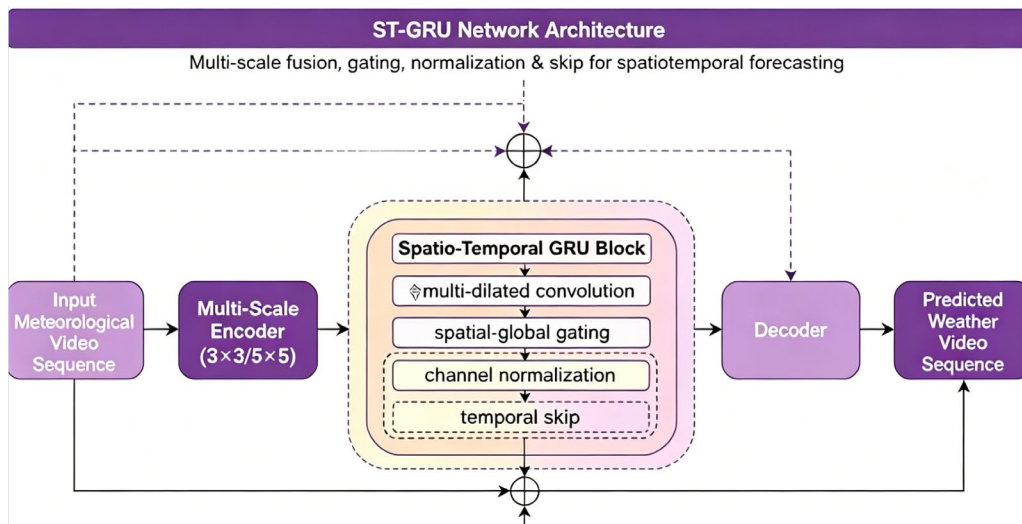 ST-GRU Network Architecture
Multi-scale fusion, gating, normalization & skip for spatiotemporal forecasting
Input
Meteorological
Video
Sequence
Multi-Scale
Encoder
(3×3/5×5)
Spatio-Temporal GRU Block
multi-dilated convolution
spatial-global gating
channel normalization
temporal skip
Decoder
Predicted
Weather
Video
Sequence